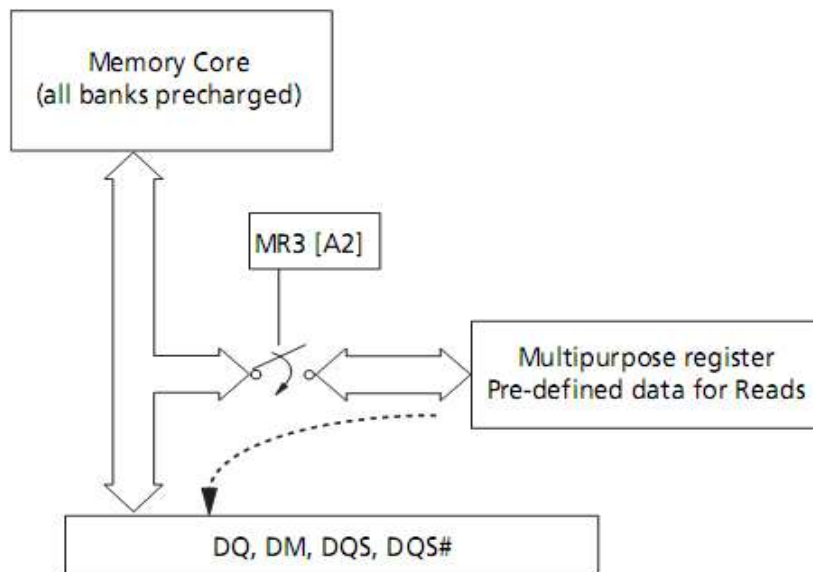 Memory Core
(all banks precharged)
MR3 [A2]
Multipurpose register
Pre-defined data for Reads
DQ, DM, DQS, DQS#